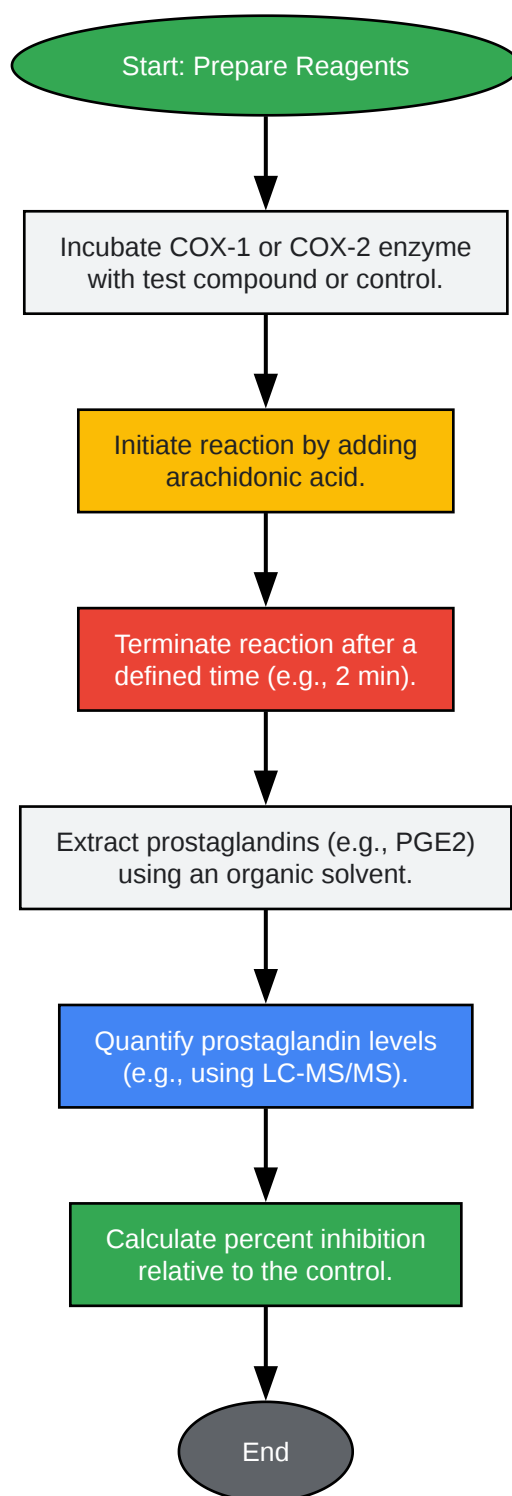 Start: Prepare Reagents
Incubate COX-1 or COX-2 enzyme
with test compound or control.
Initiate reaction by adding
arachidonic acid.
Terminate reaction after a
defined time (e.g., 2 min).
Extract prostaglandins (e.g., PGE2)
using an organic solvent.
Quantify prostaglandin levels
(e.g., using LC-MS/MS).
Calculate percent inhibition
relative to the control.
End